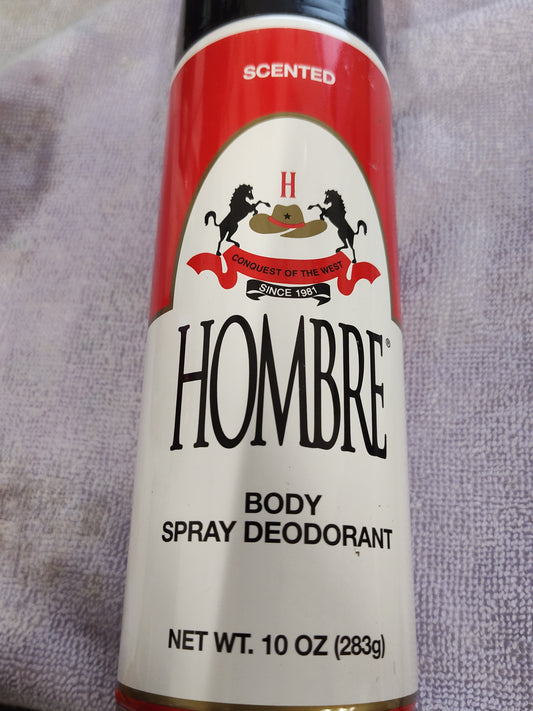 SCENTED
H
CONQUEST OF THE WEST
SINCE 1981
HOMBRE®
BODY
SPRAY DEODORANT
NET WT. 10 OZ (283g)